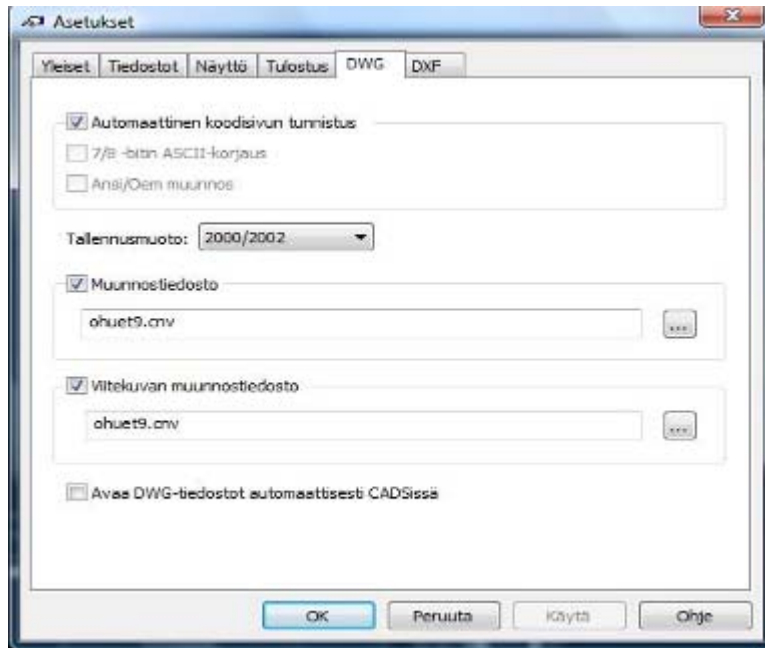 Asetukset
Yleiset Tiedostot Näyttö Tulostus DWG DXF
Automaattinen koodisivun tunnistus
7/8 -bitin ASCII-korjaus
Ansi/Oem muunnos
Tallennusmuoto: 2000/2002
Muunnostiedosto
ohuet9.cnv
...
Viitekuvan muunnostiedosto
ohuet9.cnv
...
Avaa DWG-tiedostot automaattisesti CADSissä
OK Peruuta Käytä Ohje